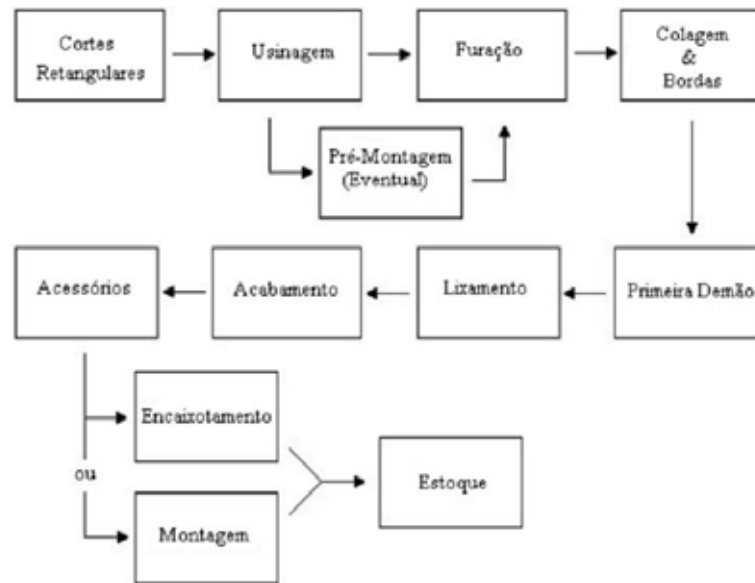 Cortes
Retangulares
Usinagem
Furação
Colagem
&
Bordas
Pré-Montagem
(Eventual)
Acessórios
Acabamento
Lixamento
Primeira Demão
Encaixotamento
ou
Estoque
Montagem